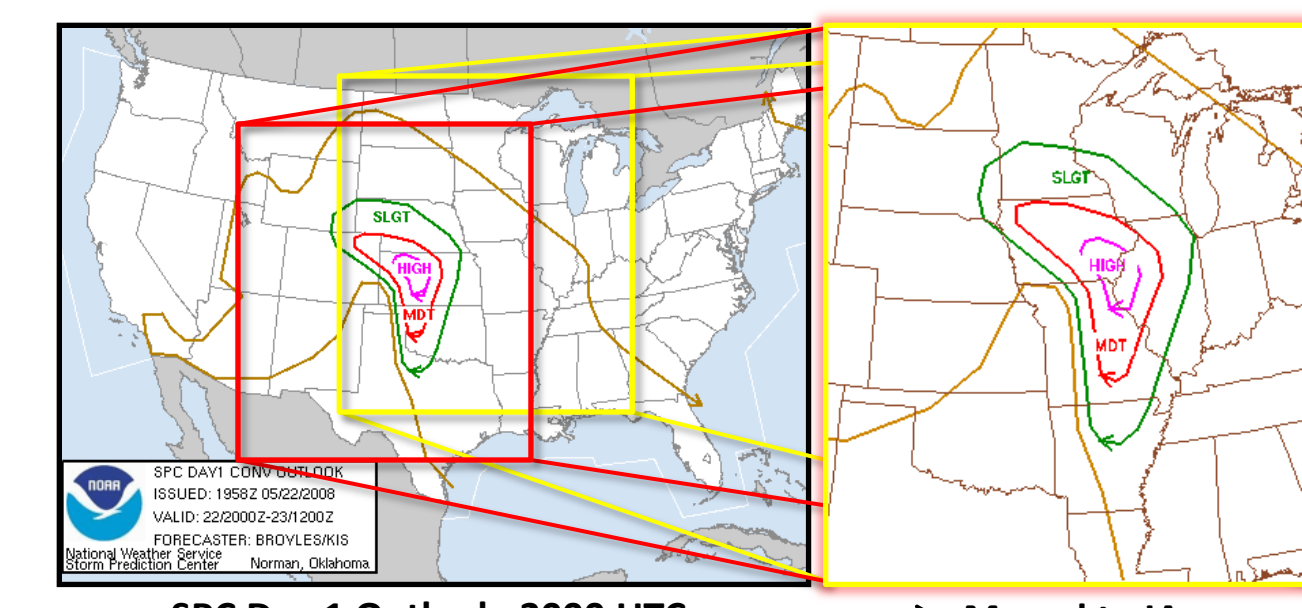 SLGT
HIGH
MDT
SLGT
HIGH
MDT
NOAA
SPC DAY1 CONV OUTLOOK
ISSUED: 1958Z 05/22/2008
VALID: 22/2000Z-23/1200Z
FORECASTER: BROYLES/KIS
National Weather Service
Storm Prediction Center Norman, Oklahoma